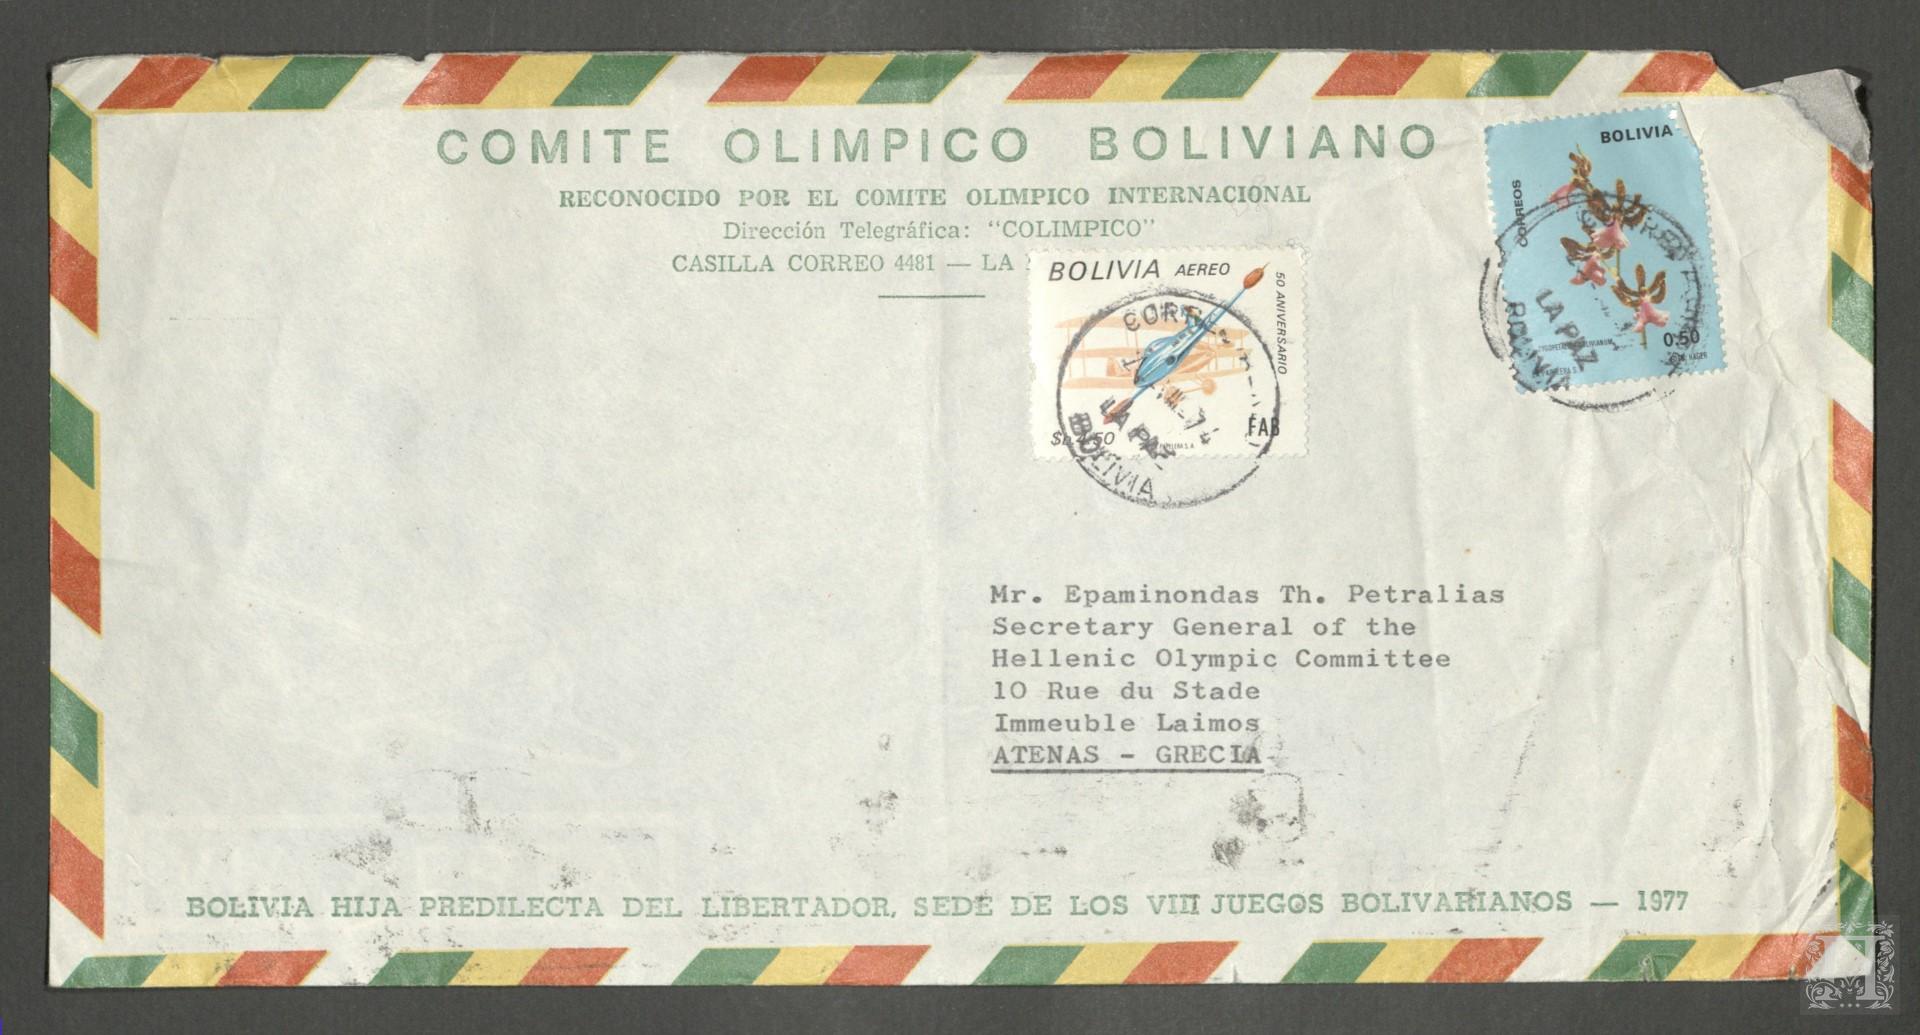 COMITE OLIMPICO BOLIVIANO
RECONOCIDO POR EL COMITE OLIMPICO INTERNACIONAL
Dirección Telegráfica: "COLIMPICO"
CASILLA CORREO 4481 — LA
BOLIVIA
CORREOS
0.50
LA PAZ
BOLIVIA
BOLIVIA AEREO
50 ANIVERSARIO
FAB
$b.4.50
LA PAZ
BOLIVIA
Mr. Epaminondas Th. Petralias
Secretary General of the
Hellenic Olympic Committee
10 Rue du Stade
Immeuble Laimos
ATENAS - GRECIA
BOLIVIA HIJA PREDILECTA DEL LIBERTADOR, SEDE DE LOS VIII JUEGOS BOLIVARIANOS — 1977